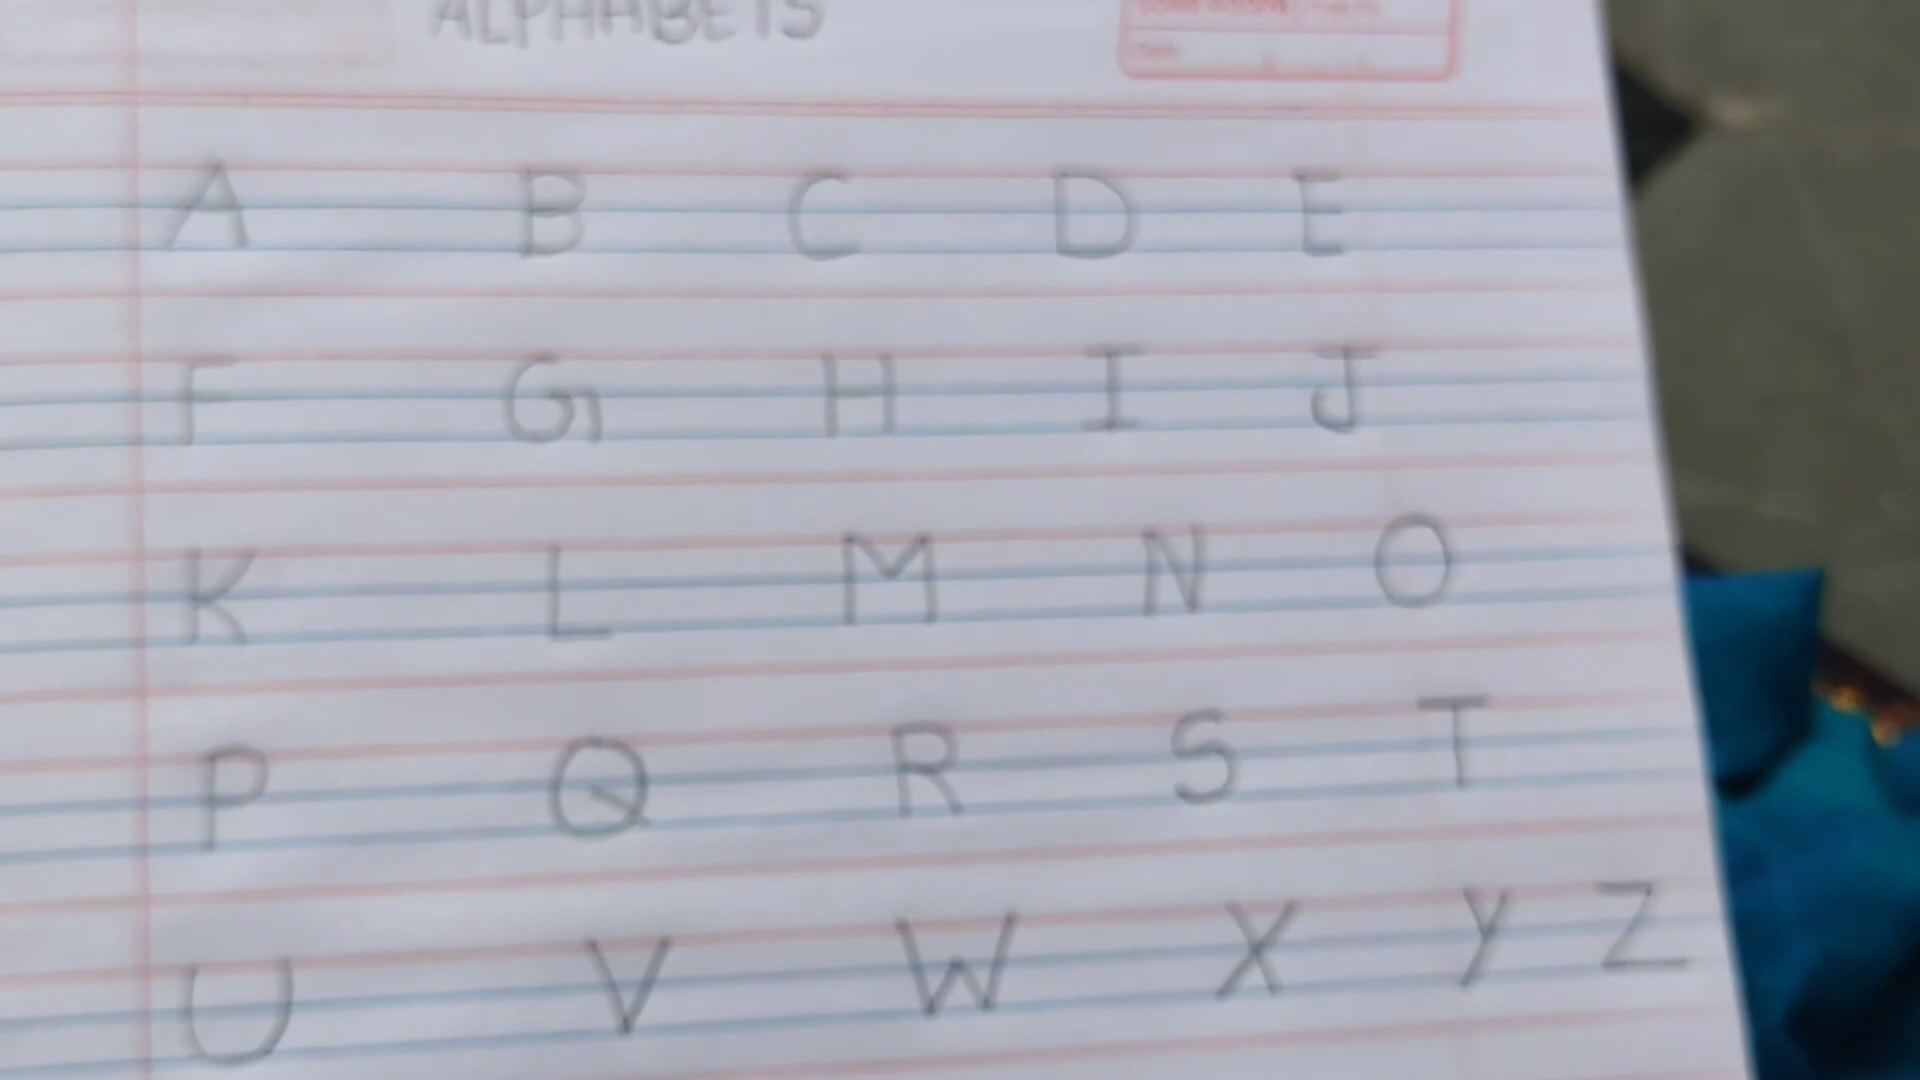 ALPHABETS
A B C D E
F G H I J
K L M N O
P Q R S T
U V W X Y Z